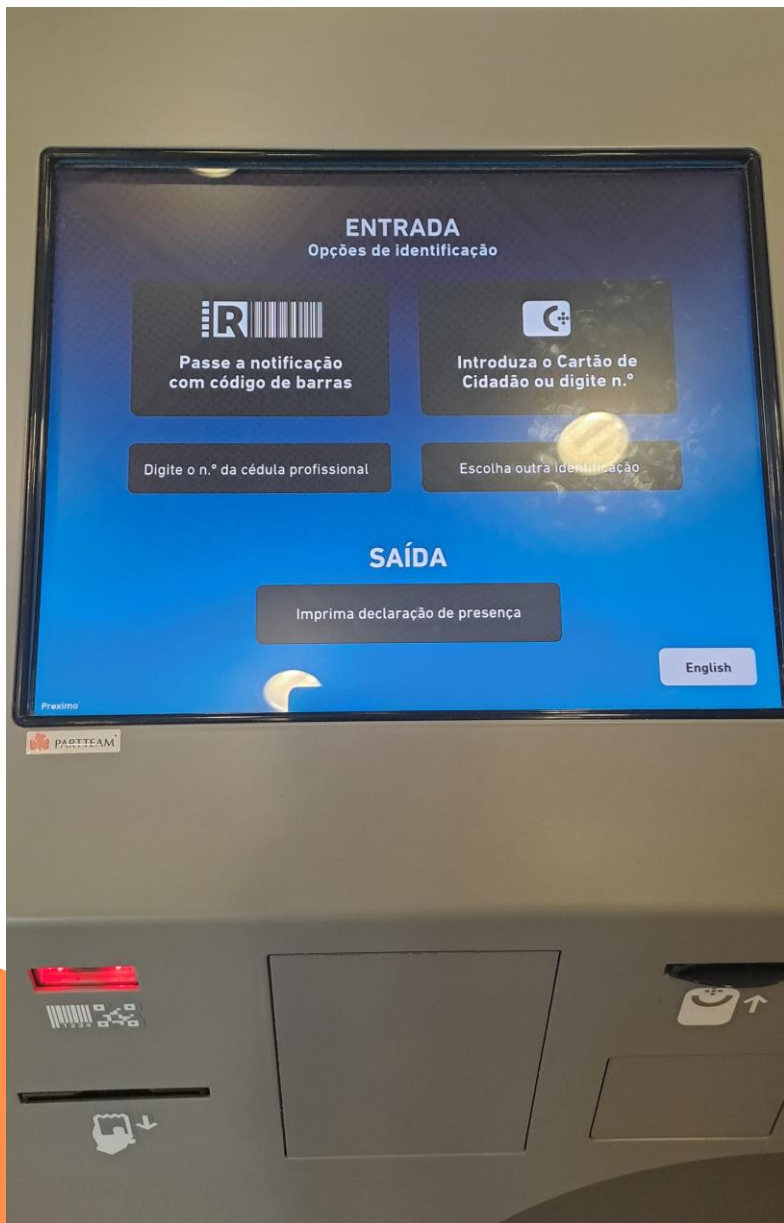 ENTRADA
Opções de identificação
R
Passe a notificação
com código de barras
Introduza o Cartão de
Cidadão ou digite n.º
Digite o n.º da cédula profissional
Escolha outra identificação
SAÍDA
Imprima declaração de presença
English
Proximo
PARTTEAM
1234